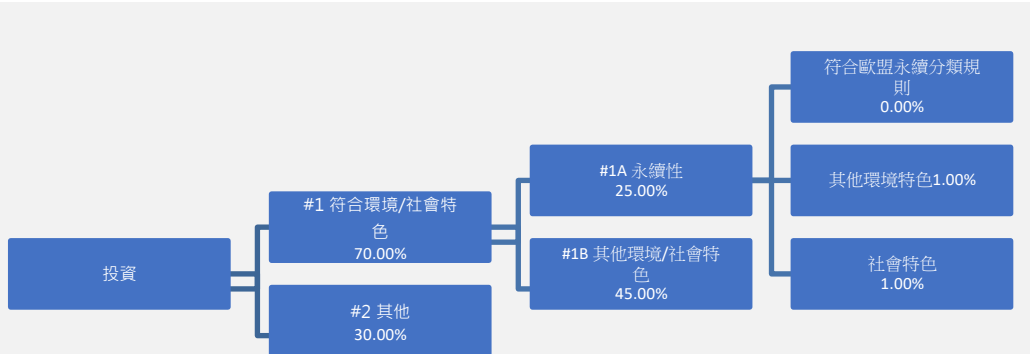 投資
#1 符合環境/社會特
色
70.00%
#2 其他
30.00%
#1A 永續性
25.00%
#1B 其他環境/社會特
色
45.00%
符合歐盟永續分類規
則
0.00%
其他環境特色1.00%
社會特色
1.00%